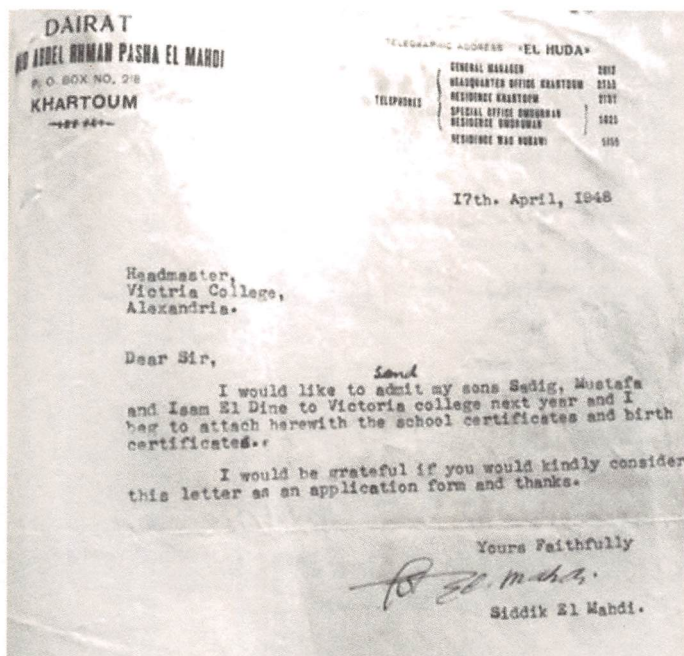 DAIRAT
ABDEL RHMAN PASHA EL MAHDI
P. O. BOX NO. 218
KHARTOUM
TELEGRAPHIC ADDRESS «EL HUDA»
TELEPHONES
GENERAL MANAGER
HEADQUARTER OFFICE KHARTOUM
RESIDENCE KHARTOUM
SPECIAL OFFICE OMDURMAN
RESIDENCE OMDURMAN
RESIDENCE WAD NUBAWI
17th. April, 1948
Headmaster,
Victria College,
Alexandria.
Dear Sir,
Send
I would like to admit my sons Sadig, Mustafa
and Isam El Dine to Victoria college next year and I
beg to attach herewith the school certificates and birth
certificates.
I would be grateful if you would kindly consider
this letter as an application form and thanks.
Yours Faithfully
El. Mahdi.
Siddik El Mahdi.